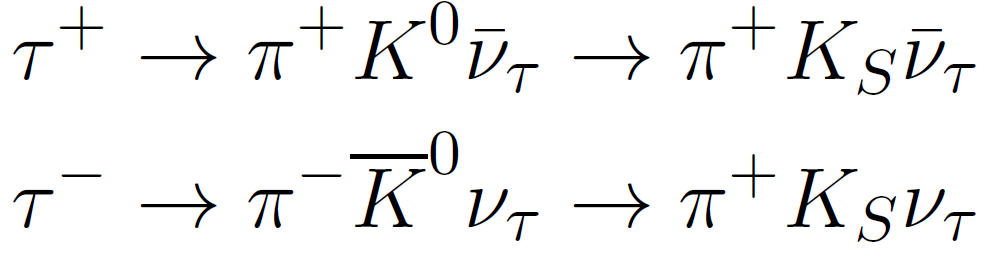 τ⁺ → π⁺K⁰ν̄_τ → π⁺K_Sν̄_τ
τ⁻ → π⁻K̅⁰ν_τ → π⁺K_Sν_τ